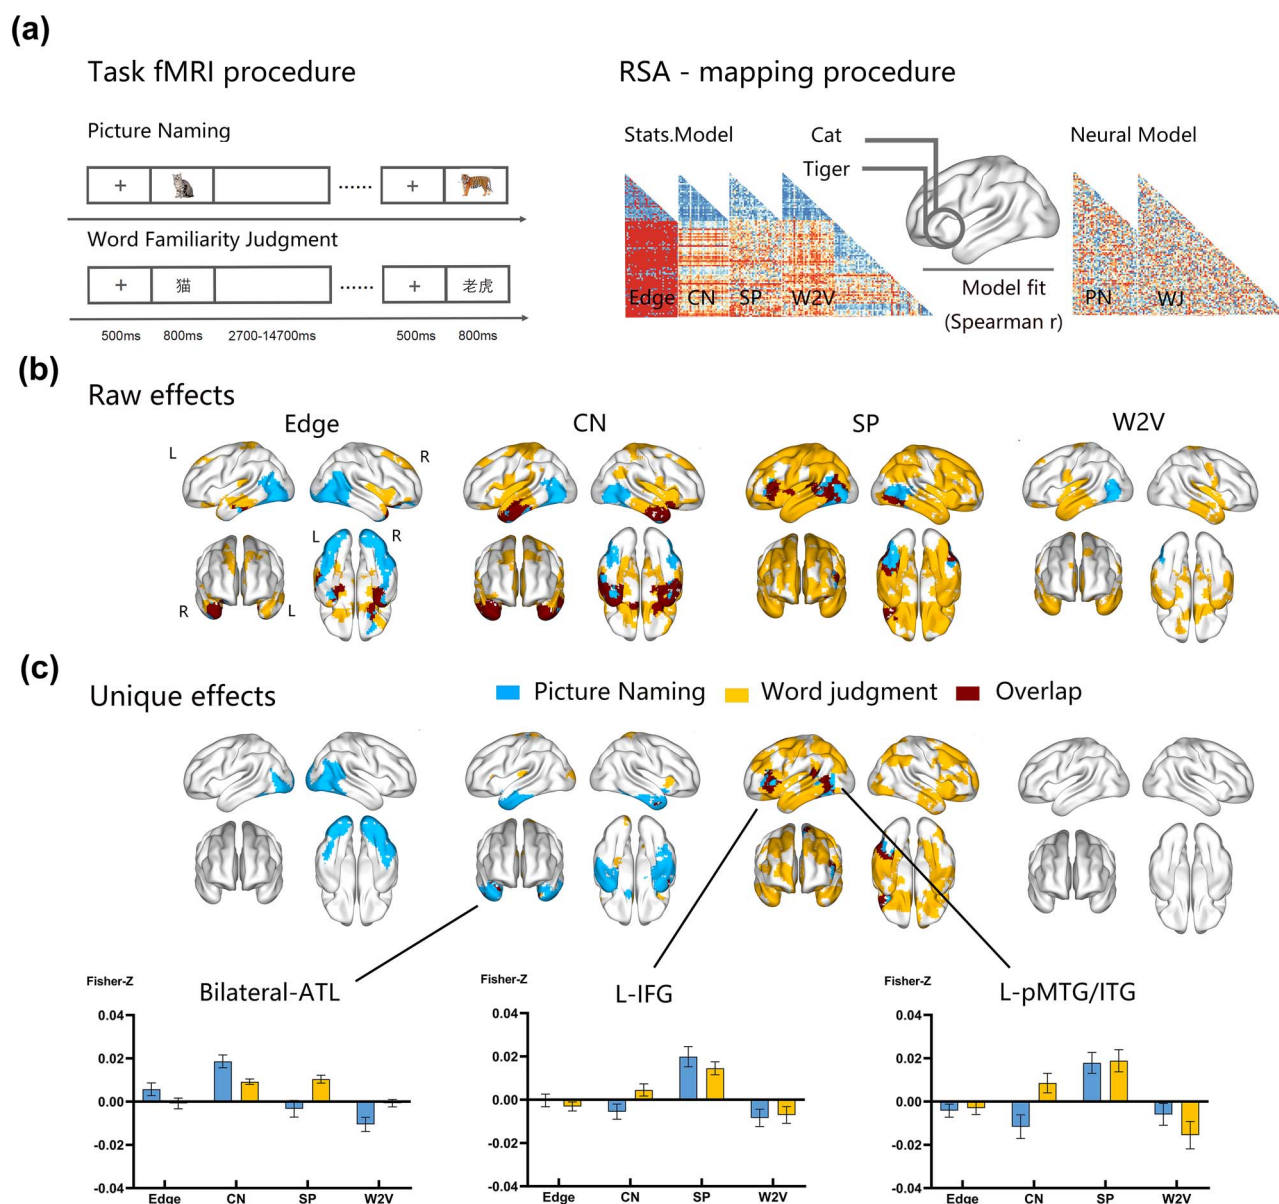 (a)
Task fMRI procedure
RSA - mapping procedure
Picture Naming
+ + 
......
Word Familiarity Judgment
+ 猫 ...... + 老虎
500ms 800ms 2700-14700ms 500ms 800ms
Stats.Model
Cat
Tiger
Neural Model
Edge CN SP W2V
Model fit
(Spearman r)
PN WJ
(b)
Raw effects
Edge CN SP W2V
L R
L R
R L
(c)
Unique effects
Picture Naming Word judgment Overlap
Fisher-Z
Bilateral-ATL
0.04
0.02
0.00
-0.02
-0.04
Edge CN SP W2V
Fisher-Z
L-IFG
0.04
0.02
0.00
-0.02
-0.04
Edge CN SP W2V
Fisher-Z
L-pMTG/ITG
0.04
0.02
0.00
-0.02
-0.04
Edge CN SP W2V